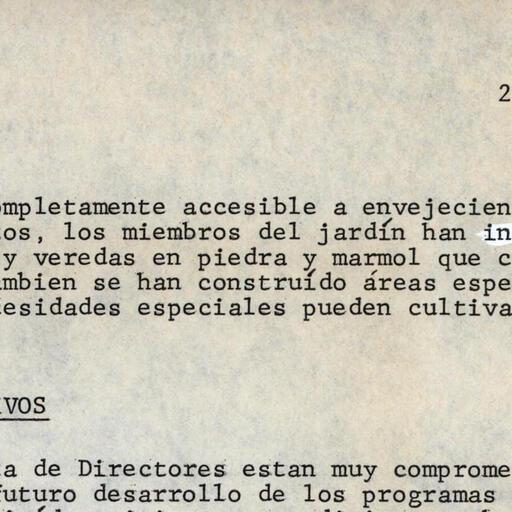 2
ompletamente accesible a envejecien
os, los miembros del jardín han in
y veredas en piedra y marmol que c
mbien se han construído áreas espe
esidades especiales pueden cultiva
IVOS
a de Directores estan muy comprome
futuro desarrollo de los programas